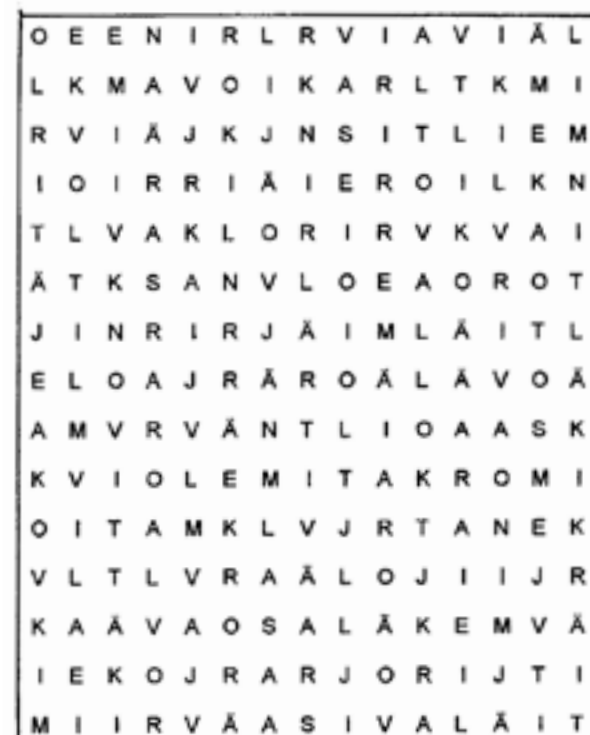 O E E N I R L R V I A V I Ä L
L K M A V O I K A R L T K M I
R V I Ä J K J N S I T L I E M
I O I R R I Ä I E R O I L K N
T L V A K L O R I R V K V A I
Ä T K S A N V L O E A O R O T
J I N R I R J Ä I M L Ä I T L
E L O A J R Ä R O Ä L Ä V O Ä
A M V R V Ä N T L I O A A S K
K V I O L E M I T A K R O M I
O I T A M K L V J R T A N E K
V L T L V R A Ä L O J I I J R
K A Ä V A O S A L Ä K E M V Ä
I E K O J R A R J O R I J T I
M I I R V Ä A S I V A L Ä I T